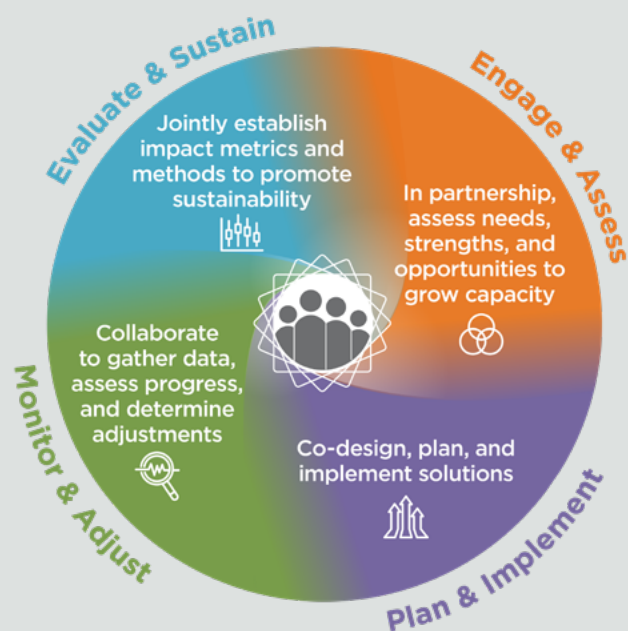 Engage & Assess
In partnership,
assess needs,
strengths, and
opportunities to
grow capacity
Plan & Implement
Co-design, plan, and
implement solutions
Monitor & Adjust
Collaborate
to gather data,
assess progress,
and determine
adjustments
Evaluate & Sustain
Jointly establish
impact metrics and
methods to promote
sustainability